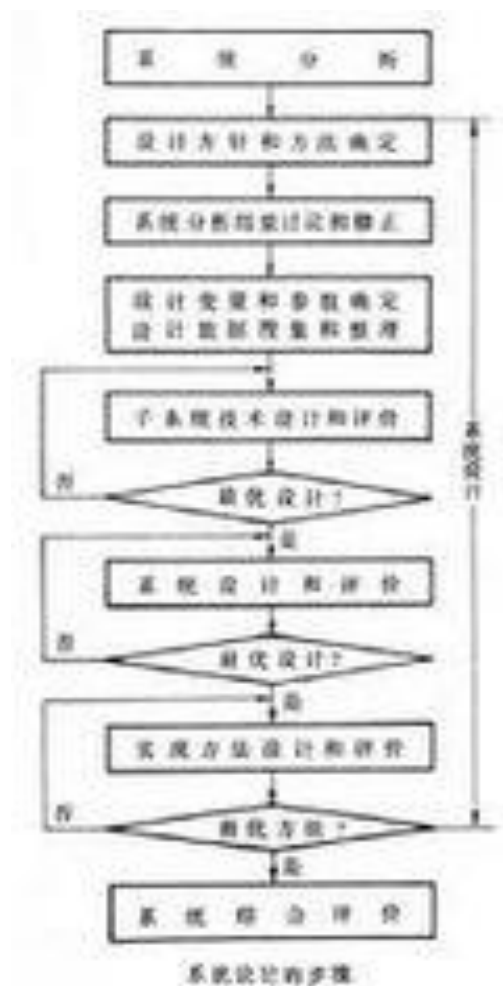 系统分析
设计方针和方法确定
系统分析结果讨论和修正
设计变量和参数确定
设计数据搜集和整理
子系统技术设计和评价
否
最优设计?
是
系统设计和评价
否
最优设计?
是
实现方法设计和评价
否
最优方法?
是
系统综合评价
系统设计
系统设计的步骤